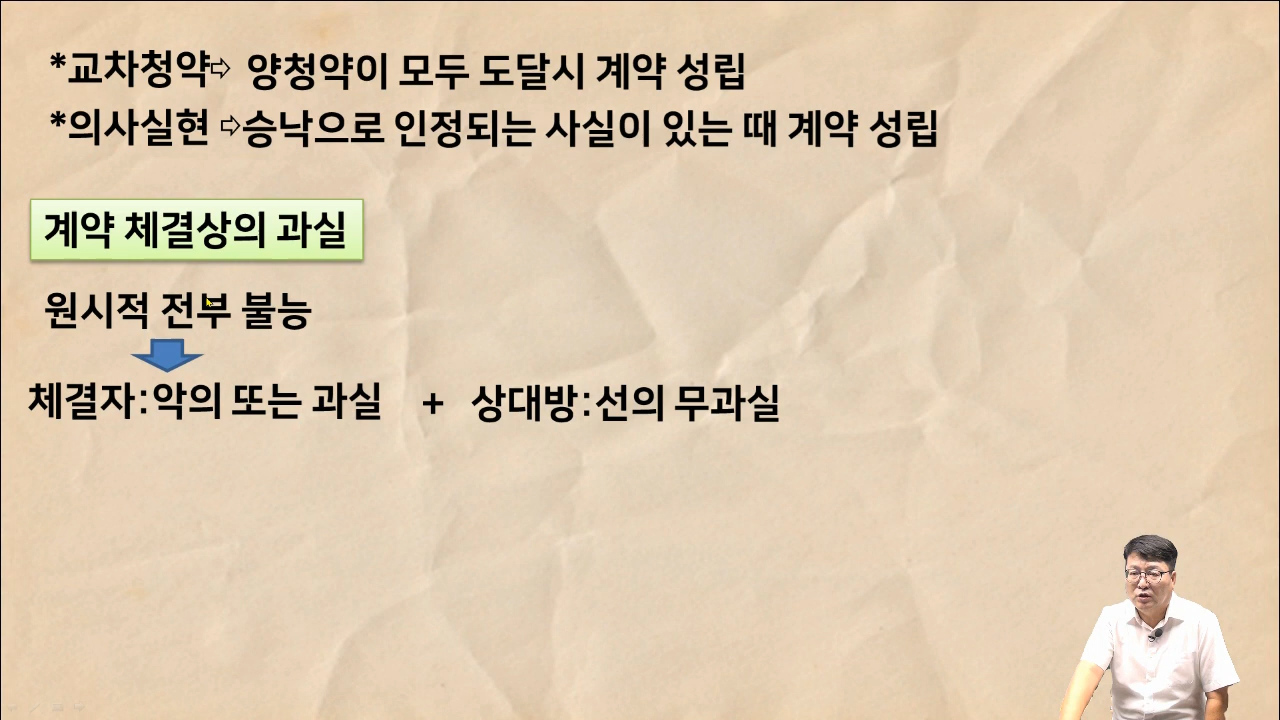 *교차청약⇨ 양청약이 모두 도달시 계약 성립
*의사실현 ⇨승낙으로 인정되는 사실이 있는 때 계약 성립
계약 체결상의 과실
원시적 전부 불능
체결자:악의 또는 과실 + 상대방:선의 무과실